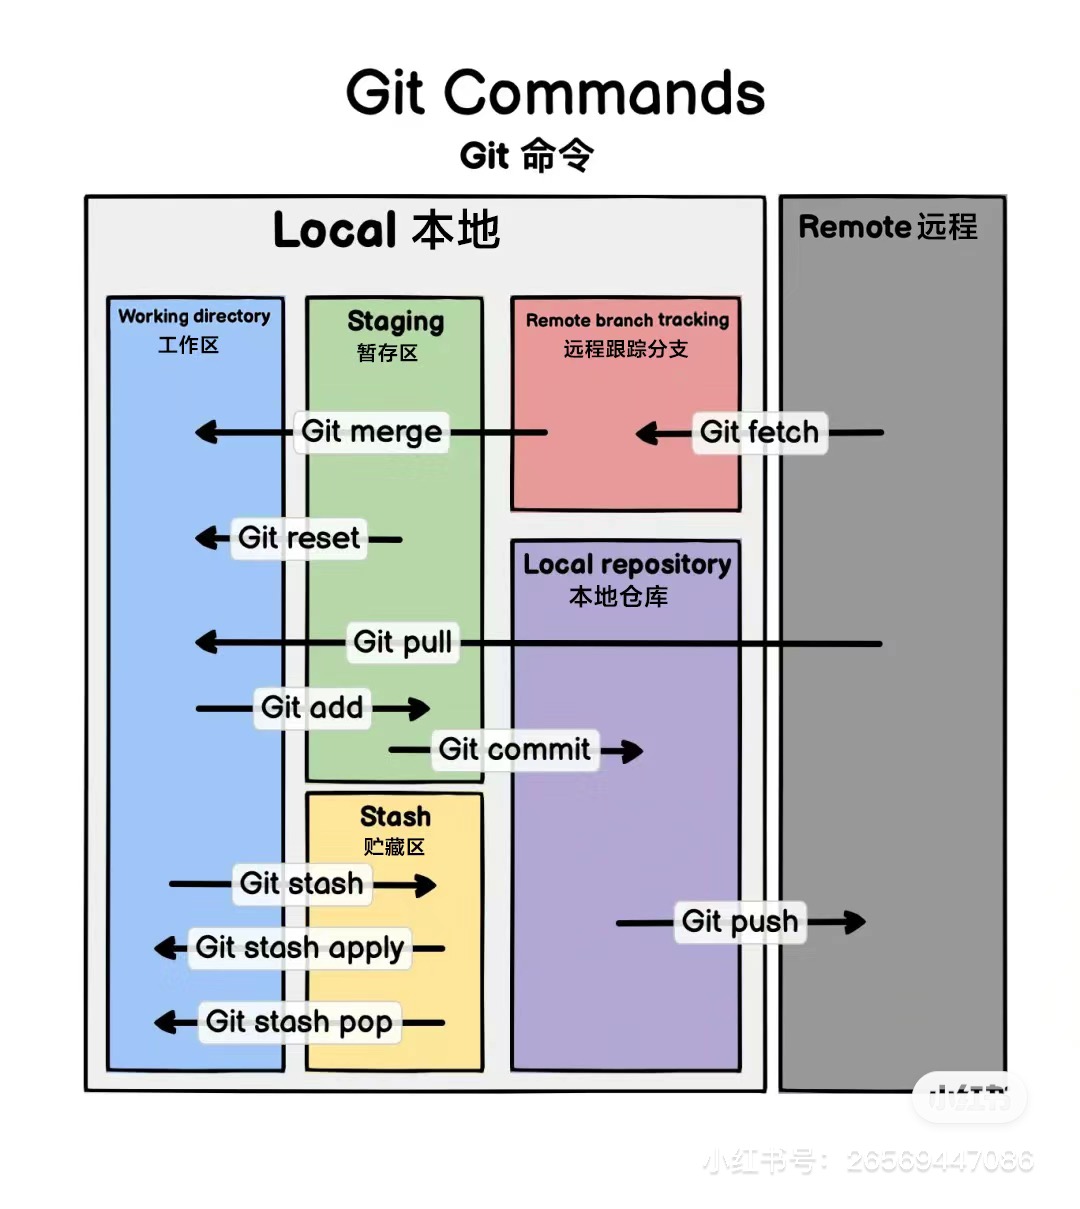 Git Commands
Git 命令
Local 本地
Remote 远程
Working directory
工作区
Staging
暂存区
Remote branch tracking
远程跟踪分支
Git merge
Git fetch
Git reset
Local repository
本地仓库
Git pull
Git add
Git commit
Stash
贮藏区
Git stash
Git push
Git stash apply
Git stash pop
小红书
小红书号：26569447086